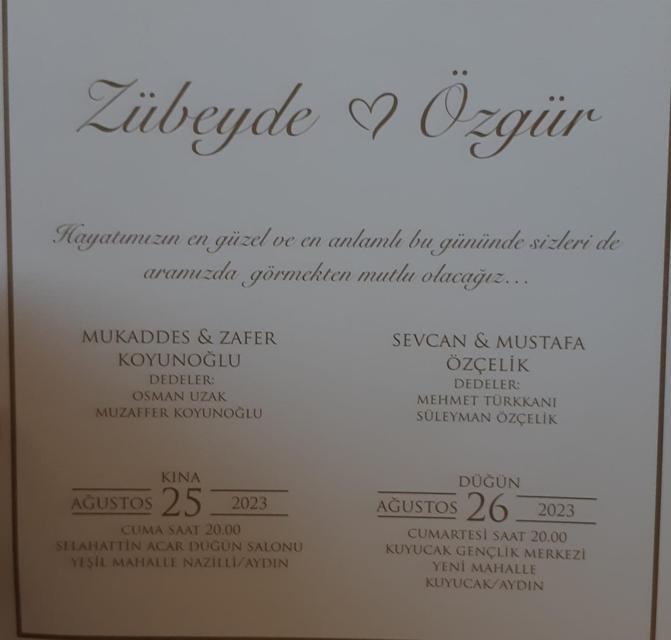 Zübeyde ♡ Özgür
Hayatımızın en güzel ve en anlamlı bu gününde sizleri de
aramızda görmekten mutlu olacağız...
MUKADDES & ZAFER
KOYUNOĞLU
DEDELER:
OSMAN UZAK
MUZAFFER KOYUNOĞLU
SEVCAN & MUSTAFA
ÖZÇELİK
DEDELER:
MEHMET TÜRKKANI
SÜLEYMAN ÖZÇELİK
KINA
AĞUSTOS 25 2023
CUMA SAAT 20.00
SELAHATTİN ACAR DÜĞÜN SALONU
YEŞİL MAHALLE NAZİLLİ/AYDIN
DÜĞÜN
AĞUSTOS 26 2023
CUMARTESİ SAAT 20.00
KUYUCAK GENÇLİK MERKEZİ
YENİ MAHALLE
KUYUCAK/AYDIN